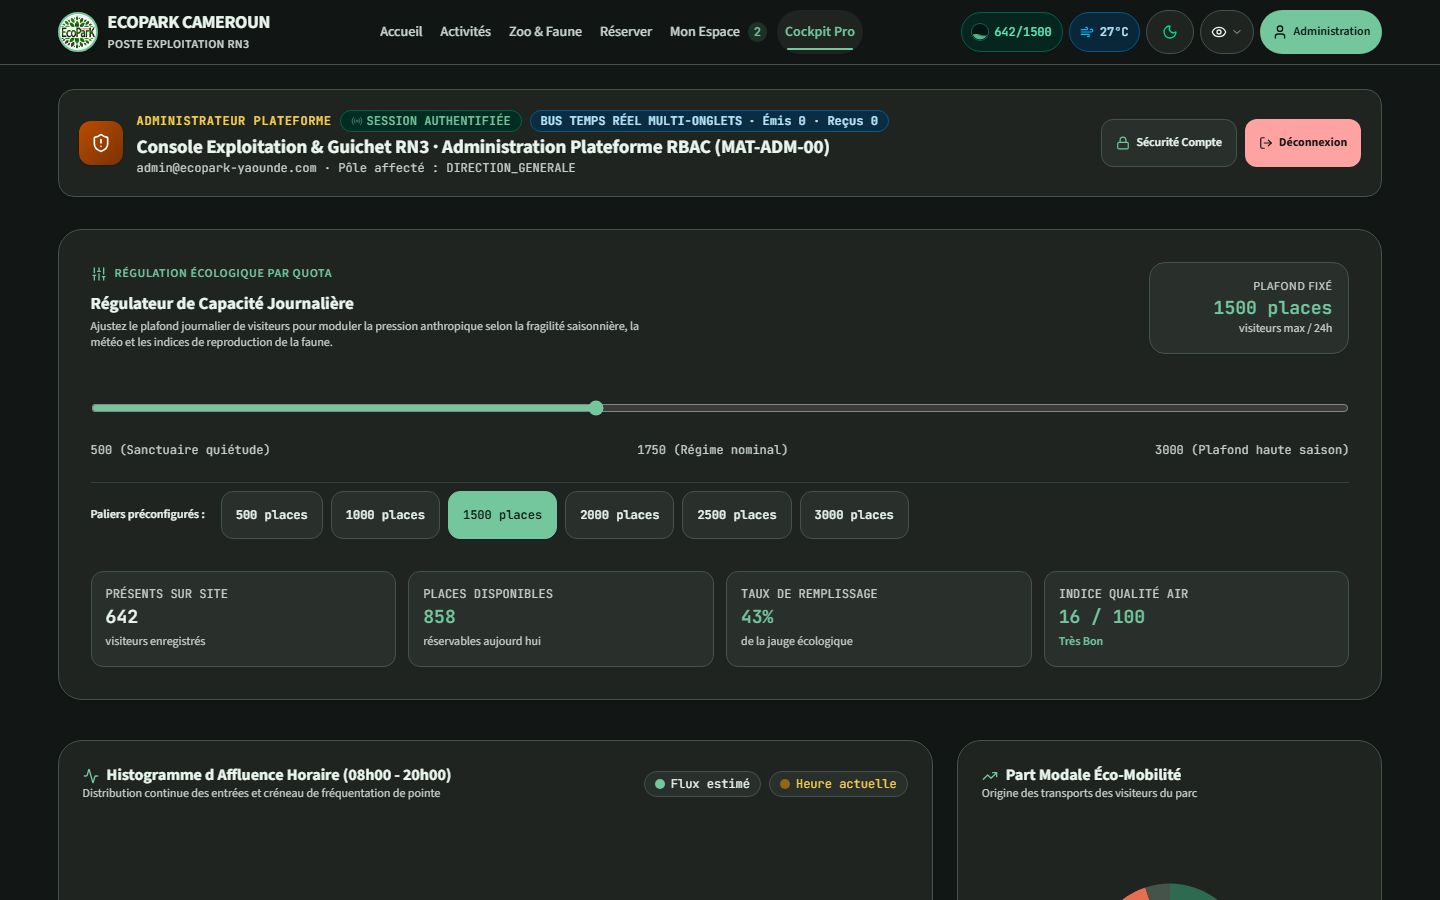 EcoParK
ECOPARK CAMEROUN
POSTE EXPLOITATION RN3
Accueil
Activités
Zoo & Faune
Réserver
Mon Espace 2
Cockpit Pro
642/1500
27°C
Administration
ADMINISTRATEUR PLATEFORME
SESSION AUTHENTIFIÉE
BUS TEMPS RÉEL MULTI-ONGLETS · Émis 0 · Reçus 0
Console Exploitation & Guichet RN3 · Administration Plateforme RBAC (MAT-ADM-00)
admin@ecopark-yaounde.com · Pôle affecté : DIRECTION_GENERALE
Sécurité Compte
Déconnexion
RÉGULATION ÉCOLOGIQUE PAR QUOTA
Régulateur de Capacité Journalière
Ajustez le plafond journalier de visiteurs pour moduler la pression anthropique selon la fragilité saisonnière, la
météo et les indices de reproduction de la faune.
PLAFOND FIXÉ
1500 places
visiteurs max / 24h
500 (Sanctuaire quiétude)
1750 (Régime nominal)
3000 (Plafond haute saison)
Paliers préconfigurés :
500 places
1000 places
1500 places
2000 places
2500 places
3000 places
PRÉSENTS SUR SITE
642
visiteurs enregistrés
PLACES DISPONIBLES
858
réservables aujourd hui
TAUX DE REMPLISSAGE
43%
de la jauge écologique
INDICE QUALITÉ AIR
16 / 100
Très Bon
Histogramme d Affluence Horaire (08h00 - 20h00)
Distribution continue des entrées et créneau de fréquentation de pointe
Flux estimé
Heure actuelle
Part Modale Éco-Mobilité
Origine des transports des visiteurs du parc